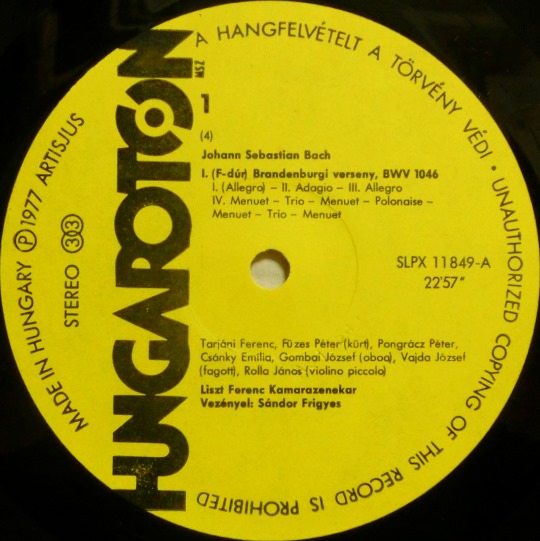 HUNGAROTON
A HANGFELVÉTELT A TÖRVÉNY VÉDI • UNAUTHORIZED COPYING OF THIS RECORD IS PROHIBITED
MADE IN HUNGARY Ⓟ 1977 ARTISJUS
STEREO 33
MSZ
1
(4)
Johann Sebastian Bach
I. (F-dúr) Brandenburgi verseny, BWV 1046
I. (Allegro) – II. Adagio – III. Allegro
IV. Menuet – Trio – Menuet – Polonaise –
Menuet – Trio – Menuet
SLPX 11849-A
22'57"
Tarjáni Ferenc, Füzes Péter (kürt), Pongrácz Péter,
Csánky Emília, Gombai József (oboa), Vajda József
(fagott), Rolla János (violino piccolo)
Liszt Ferenc Kamarazenekar
Vezényel: Sándor Frigyes